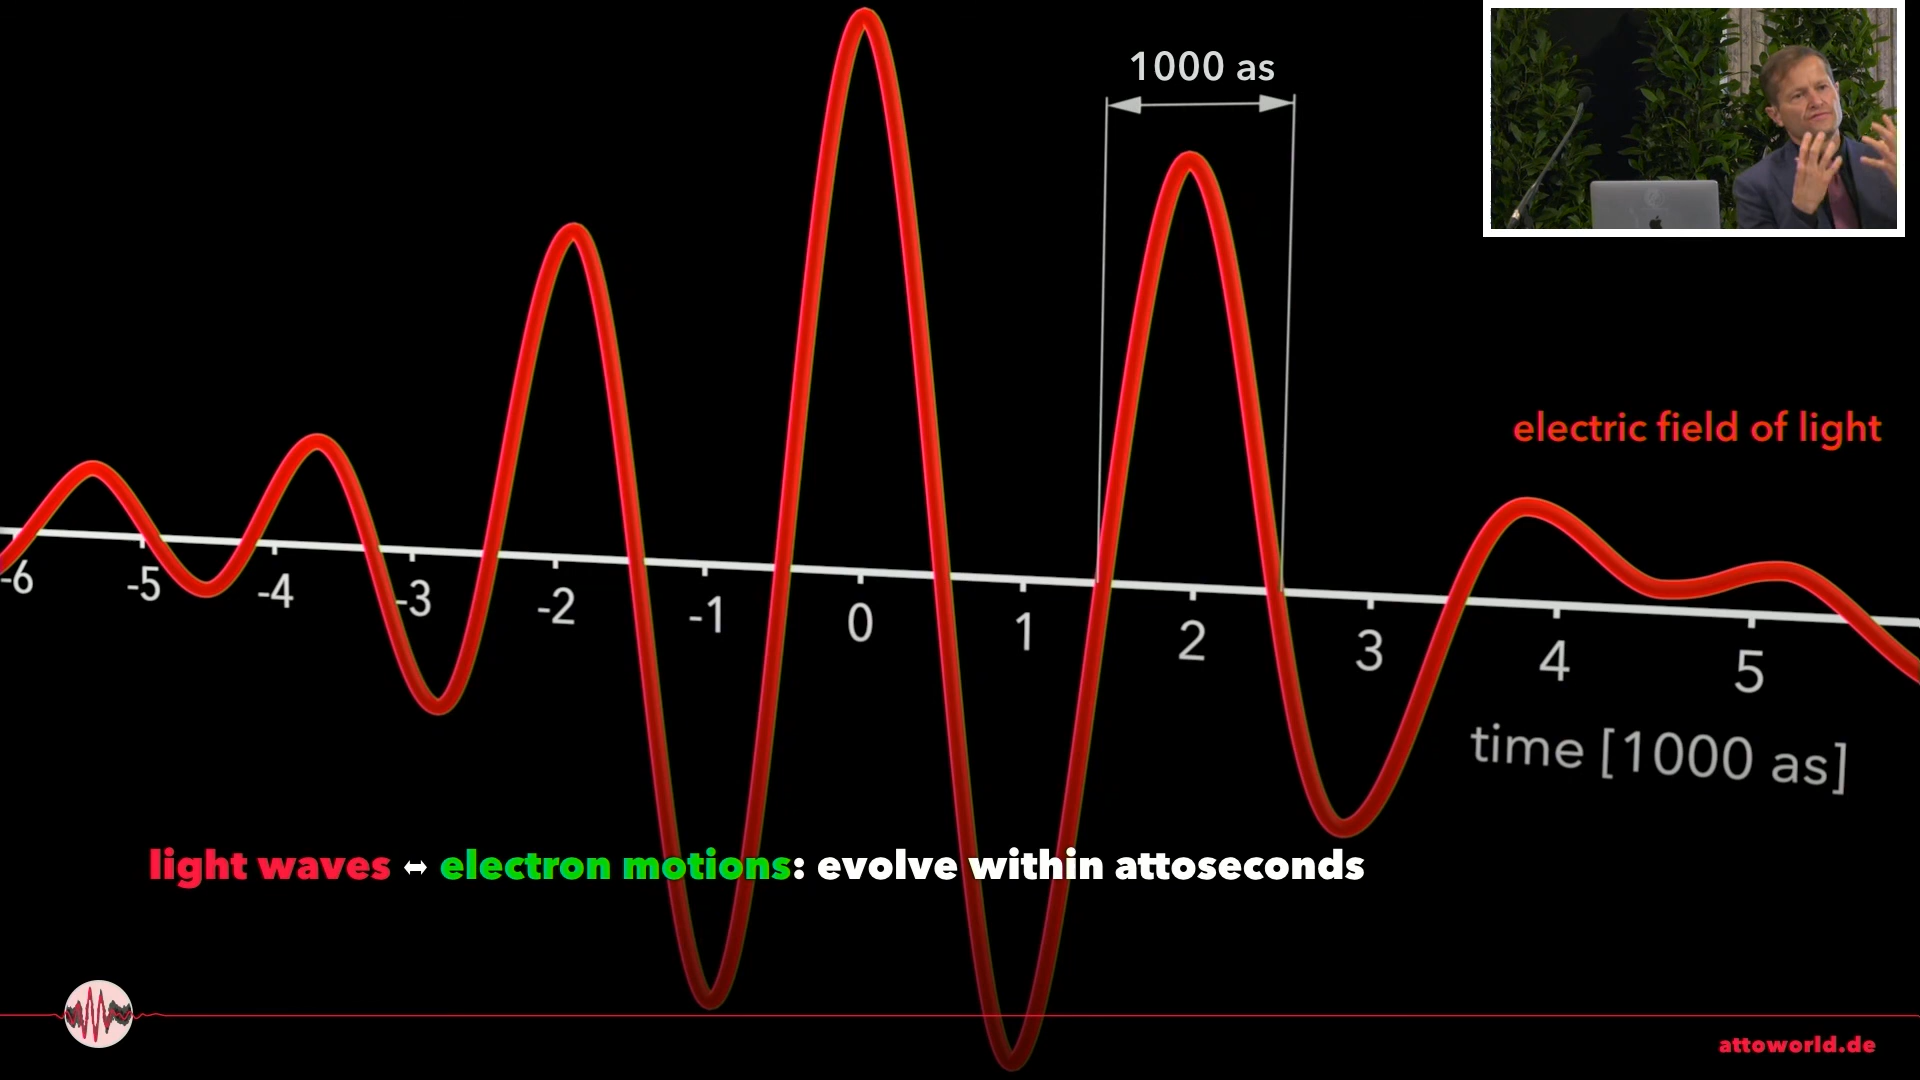 1000 as
electric field of light
-6 -5 -4 -3 -2 -1 0 1 2 3 4 5
time [1000 as]
light waves ↔ electron motions: evolve within attoseconds
attoworld.de